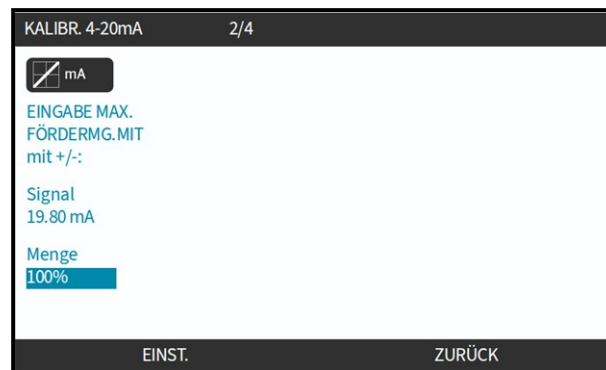 KALIBR. 4-20mA 2/4
mA
EINGABE MAX.
FÖRDERMG.MIT
mit +/-:
Signal
19.80 mA
Menge
100%
EINST. ZURÜCK